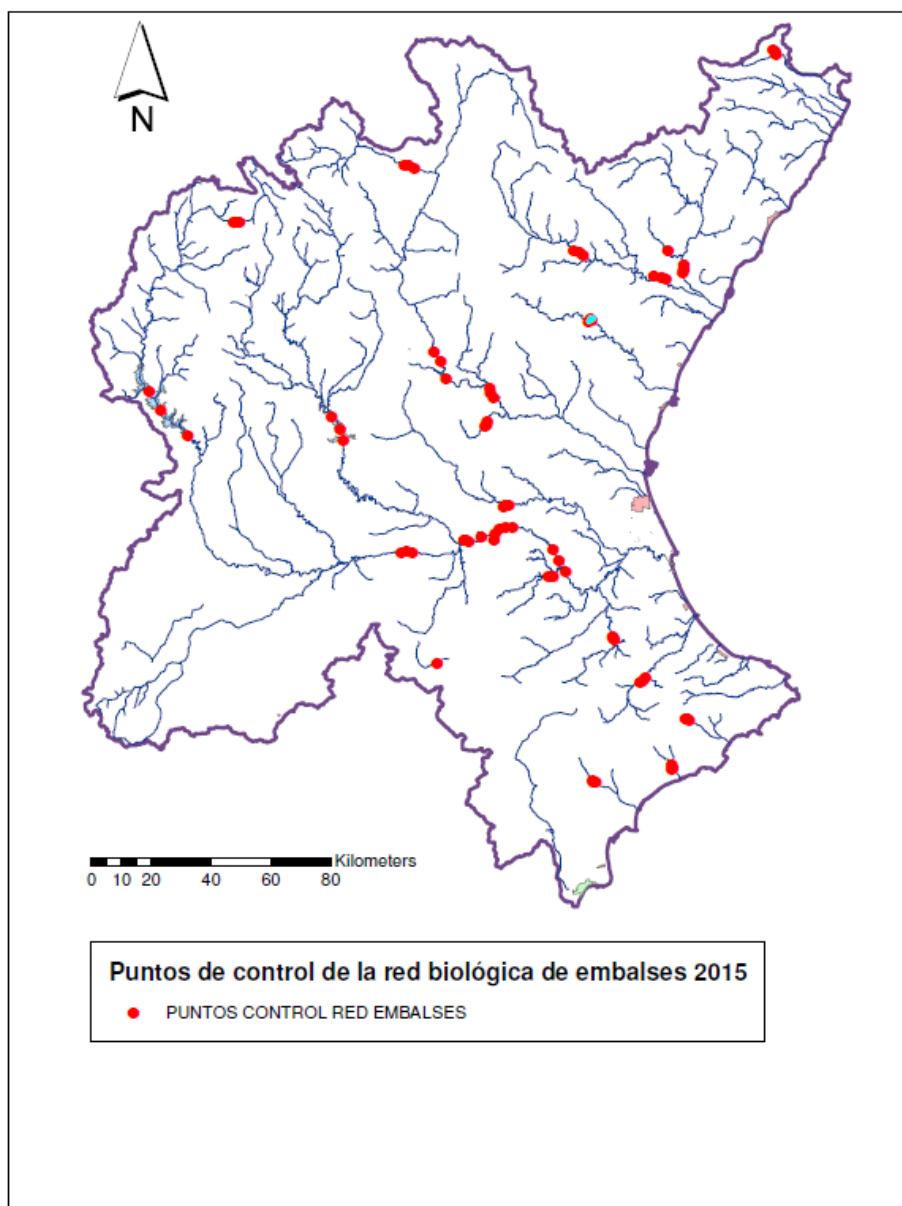 N
Kilometers
0 10 20 40 60 80
Puntos de control de la red biológica de embalses 2015
PUNTOS CONTROL RED EMBALSES